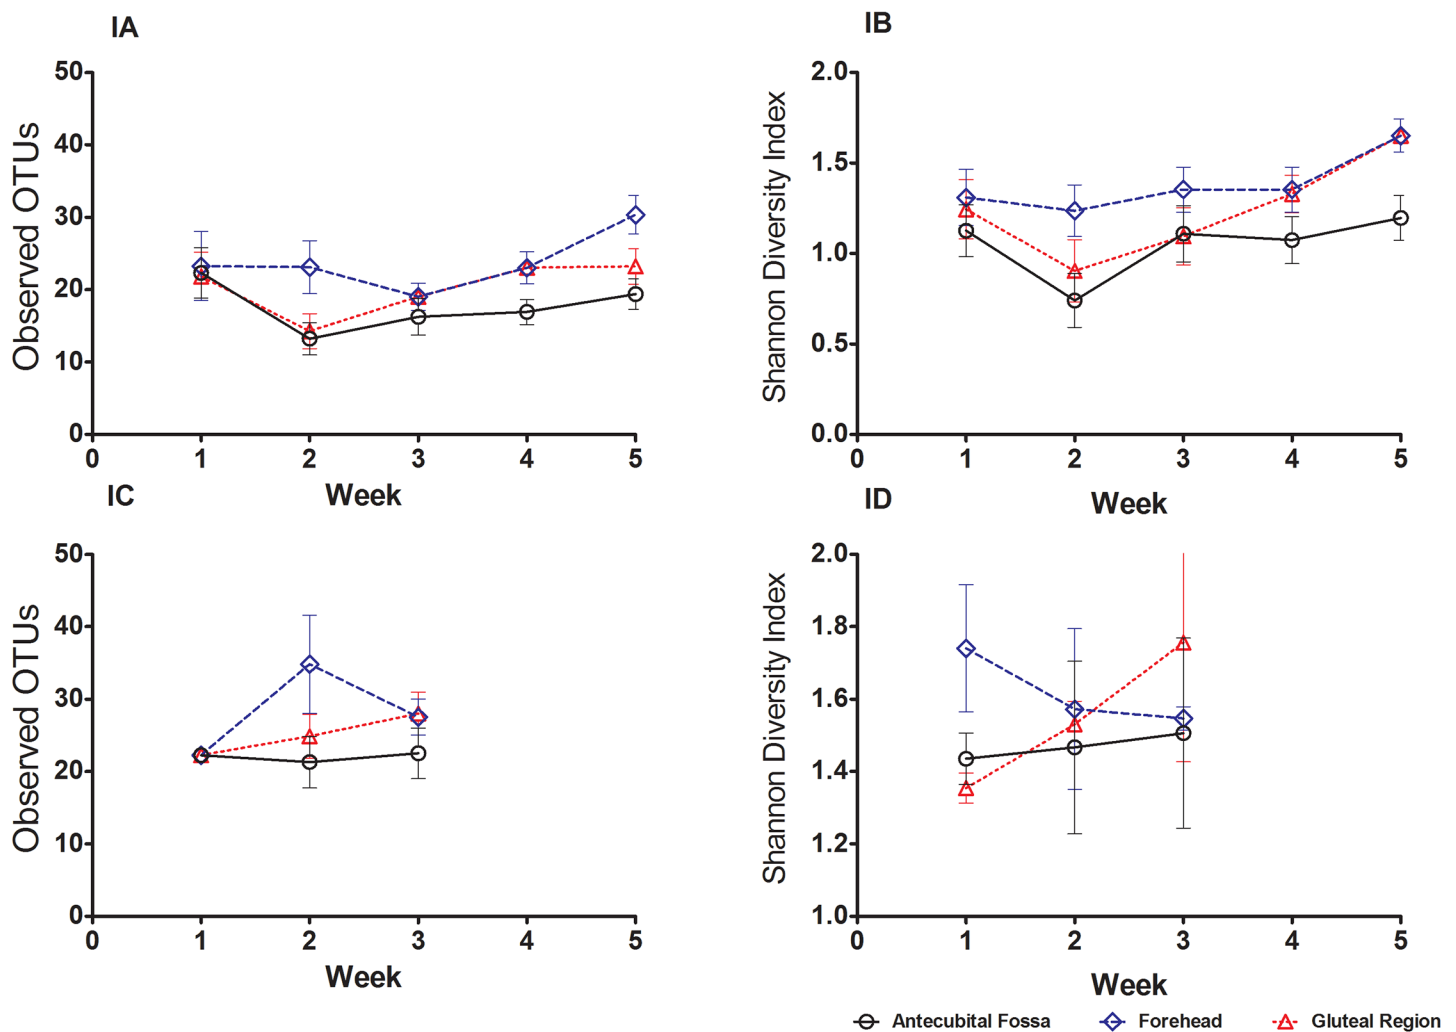 IA
Observed OTUs
50
40
30
20
10
0
0 1 2 3 4 5
Week
IB
Shannon Diversity Index
2.0
1.5
1.0
0.5
0.0
0 1 2 3 4 5
Week
IC
Observed OTUs
50
40
30
20
10
0
0 1 2 3 4 5
Week
ID
Shannon Diversity Index
2.0
1.8
1.6
1.4
1.2
1.0
0 1 2 3 4 5
Week
Antecubital Fossa Forehead Gluteal Region